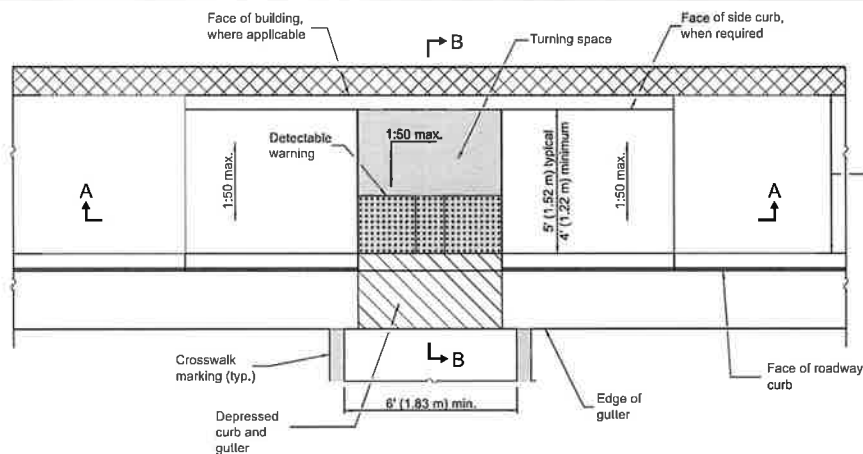 Face of building,
where applicable
B
Turning space
Face of side curb,
when required
Detectable
warning
1:50 max.
A
1:50 max.
5' (1.52 m) typical
4' (1.22 m) minimum
1:50 max.
A
Crosswalk
marking (typ.)
B
6' (1.83 m) min.
Depressed
curb and
gutter
Edge of
gutter
Face of roadway
curb